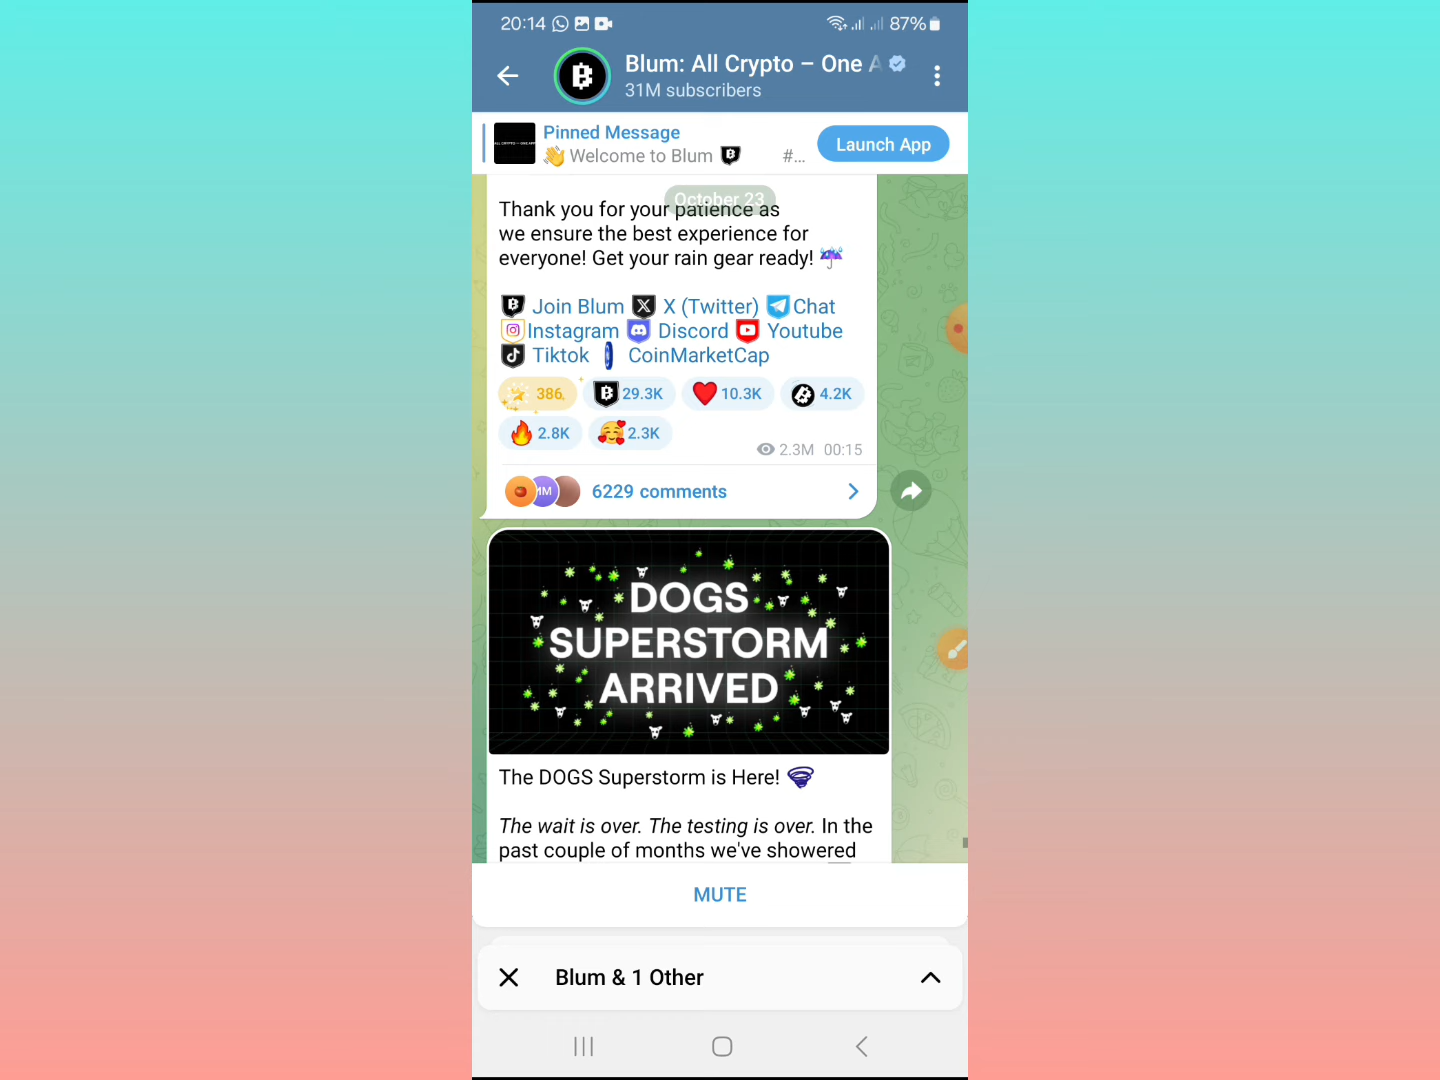 20:14
87%
Blum: All Crypto – One A
31M subscribers
Pinned Message
👋 Welcome to Blum #...
Launch App
October 23
Thank you for your patience as
we ensure the best experience for
everyone! Get your rain gear ready! ☔
Join Blum X (Twitter) Chat
Instagram Discord Youtube
Tiktok CoinMarketCap
386 29.3K 10.3K 4.2K
2.8K 2.3K
2.3M 00:15
MM
6229 comments
DOGS
SUPERSTORM
ARRIVED
The DOGS Superstorm is Here! 🌪
The wait is over. The testing is over. In the
past couple of months we've showered
MUTE
Blum & 1 Other